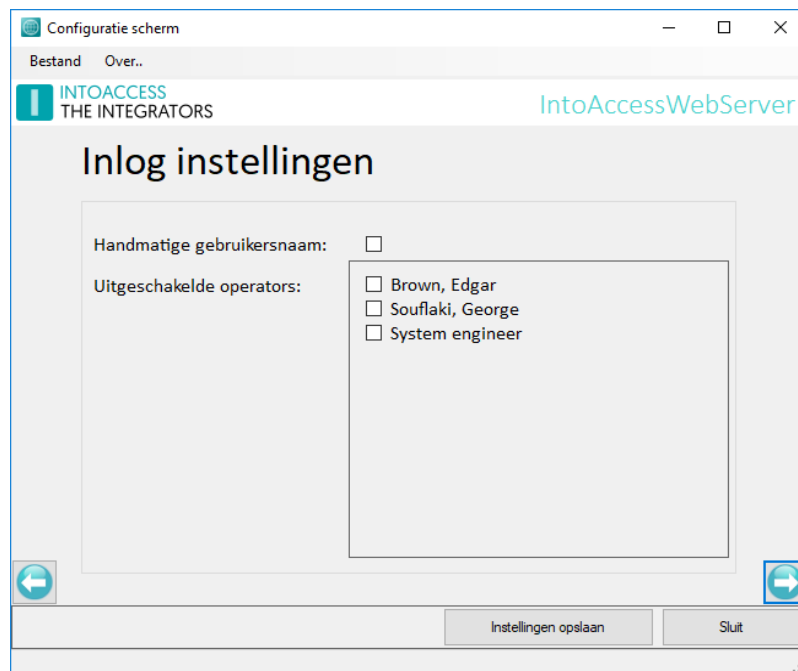 Configuratie scherm
Bestand Over..
INTOACCESS
THE INTEGRATORS
IntoAccessWebServer
Inlog instellingen
Handmatige gebruikersnaam:
Uitgeschakelde operators:
Brown, Edgar
Souflaki, George
System engineer
Instellingen opslaan Sluit